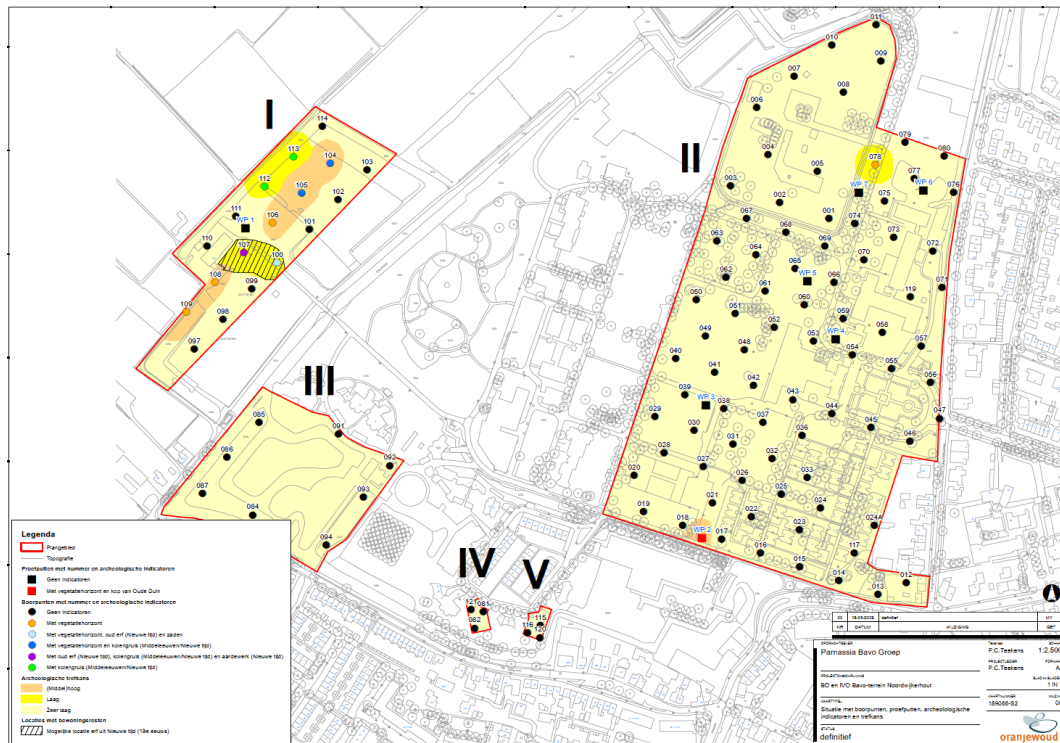 I
II
III
IV
V
011
010
009
007
008
006
079
004
080
078
005
077
WP 6
076
003
WP 7
075
002
001
067
074
068
063
069
073
064
070
072
065
062
WP 5
066
071
061
050
060
119
051
059
052
058
049
053
WP 4
048
054
057
040
055
041
056
042
039
043
WP 3
038
044
047
029
037
045
030
036
046
031
028
032
027
020
026
033
025
021
024
019
022
018
023
024A
WP 2
017
016
117
015
014
012
013
114
113
104
103
112
105
102
111
106
101
WP 1
110
107
100
108
099
109
098
097
085
091
086
092
087
093
084
094
121
081
082
115
116
120
Legenda
Plangebied
Topografie
Proefputten met nummer en archeologische indicatoren
Geen indicatoren
Met vegetatiehorizont en kop van Oude Duin
Boorpunten met nummer en archeologische indicatoren
Geen indicatoren
Met vegetatiehorizont
Met vegetatiehorizont, oud erf (Nieuwe tijd) en zaden
Met vegetatiehorizont en kolengruis (Middeleeuwen/Nieuwe tijd)
Met oud erf (Nieuwe tijd), kolengruis (Middeleeuwen/Nieuwe tijd) en aardewerk (Nieuwe tijd)
Met kolengruis (Middeleeuwen/Nieuwe tijd)
Archeologische trefkans
(Middel)hoog
Laag
Zeer laag
Locaties met bewoningsresten
Mogelijke locatie erf uit Nieuwe tijd (19e eeuws)
definitief
NR.
DATUM
WIJZIGING
GET
Parnassia Bavo Groep
P.C.Teekens
1:2.500
P.C.Teekens
BO en IVO Bavo-terrein Noordwijkerhout
1 IN
Situatie met boorpunten, proefputten, archeolologische
indicatoren en trefkans
189088-S2
STATUS
definitief
oranjewoud